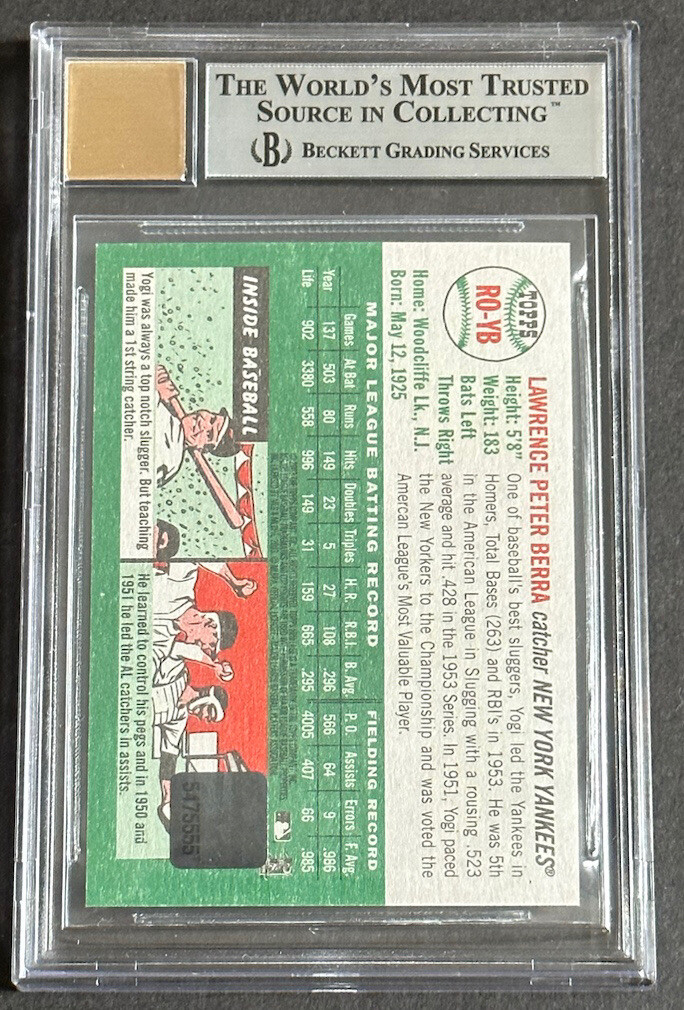 THE WORLD'S MOST TRUSTED
SOURCE IN COLLECTING™
(B) BECKETT GRADING SERVICES
TOPPS
RO-YB
LAWRENCE PETER BERRA catcher NEW YORK YANKEES®
Height: 5'8"
Weight: 183
Bats Left
Throws Right
Home: Woodcliffe Lk., N.J.
Born: May 12, 1925
One of baseball's best sluggers, Yogi led the Yankees in
Homers, Total Bases (263) and RBI's in 1953. He was 5th
in the American League in Slugging with a rousing .523
average and hit .428 in the 1953 Series. In 1951, Yogi paced
the New Yorkers to the Championship and was voted the
Amercan League's Most Valuable Player.
MAJOR LEAGUE BATTING RECORD FIELDING RECORD
Games At Bat Runs Hits Doubles Triples H. R. R.B.I. B. Avg. P. O. Assists Errors F. Avg.
Year 137 503 80 149 23 5 27 108 .296 566 64 9 .986
Life 902 3380 558 996 149 31 159 665 .295 4005 407 66 .985
INSIDE BASEBALL
Yogi was always a top notch slugger. But teaching
made him a 1st string catcher.
He learned to control his pegs and in 1950 and
1951 he led the AL catchers in assists.
5475555